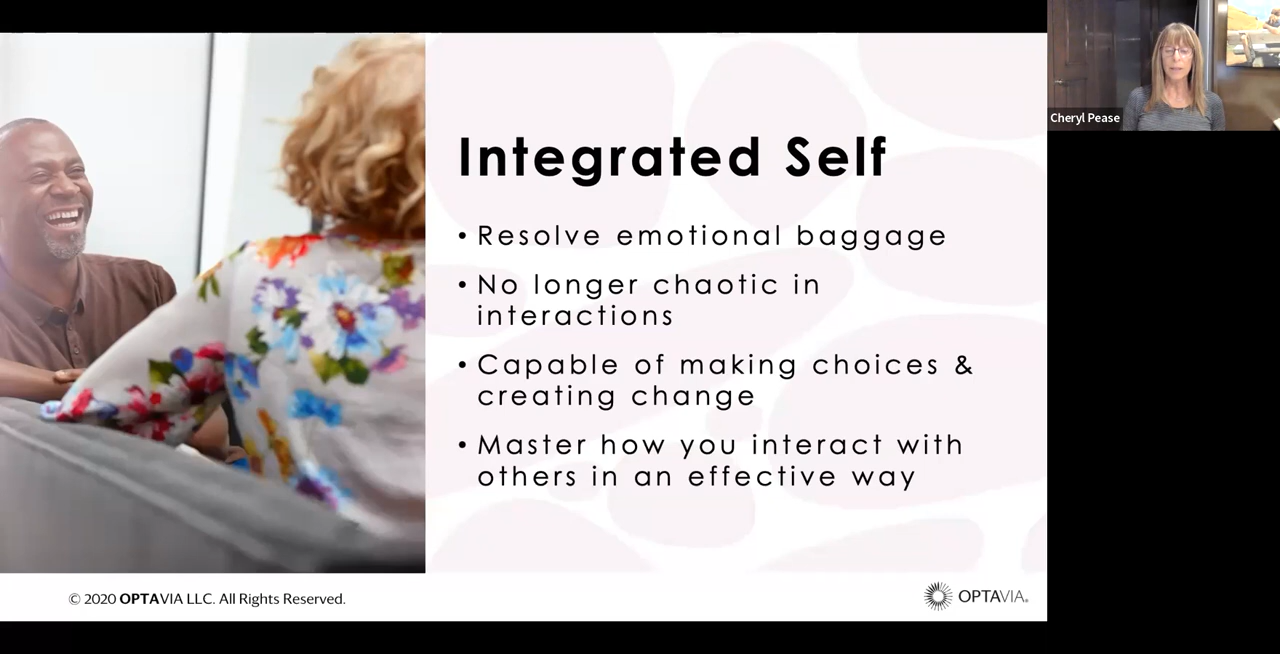 Cheryl Pease
Integrated Self
• Resolve emotional baggage
• No longer chaotic in
interactions
• Capable of making choices &
creating change
• Master how you interact with
others in an effective way
© 2020 OPTAVIA LLC. All Rights Reserved.
OPTAVIA®